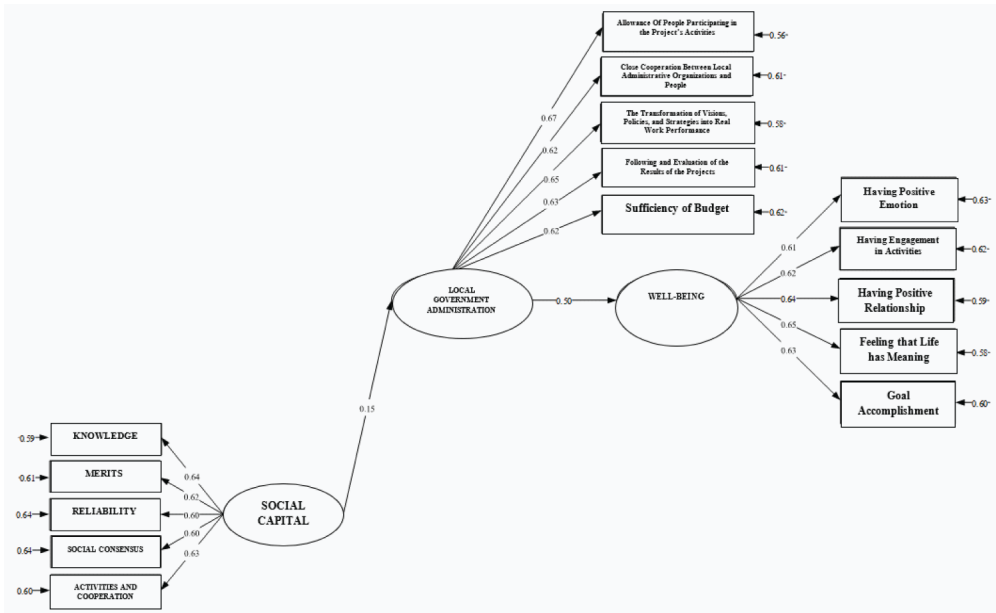 Allowance Of People Participating in
the Project's Activities
0.56
Close Cooperation Between Local
Administrative Organizations and
People
0.61
The Transformation of Visions,
Policies, and Strategies into Real
Work Performance
0.58
Following and Evaluation of the
Results of the Projects
0.61
Sufficiency of Budget
0.62
0.67
0.62
0.65
0.63
0.62
LOCAL
GOVERNMENT
ADMINISTRATION
0.50
WELL-BEING
0.61
0.62
0.64
0.65
0.63
Having Positive
Emotion
0.63
Having Engagement
in Activities
0.62
Having Positive
Relationship
0.59
Feeling that Life
has Meaning
0.58
Goal
Accomplishment
0.60
0.15
0.59
KNOWLEDGE
0.61
MERITS
0.64
RELIABILITY
0.64
SOCIAL CONSENSUS
0.60
ACTIVITIES AND
COOPERATION
0.64
0.62
0.60
0.60
0.63
SOCIAL
CAPITAL